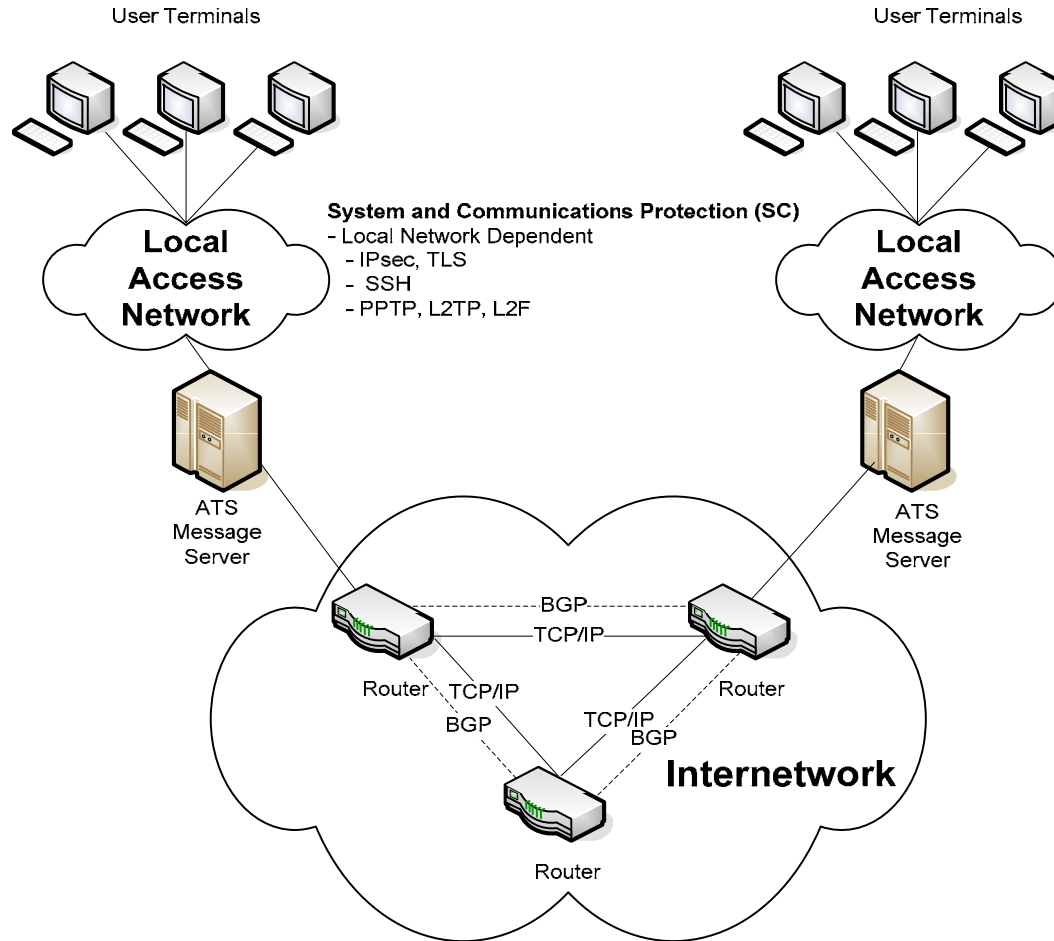 User Terminals
User Terminals
System and Communications Protection (SC)
- Local Network Dependent
- IPsec, TLS
- SSH
- PPTP, L2TP, L2F
Local
Access
Network
Local
Access
Network
ATS
Message
Server
ATS
Message
Server
BGP
TCP/IP
Router
Router
TCP/IP
BGP
TCP/IP
BGP
Internetwork
Router